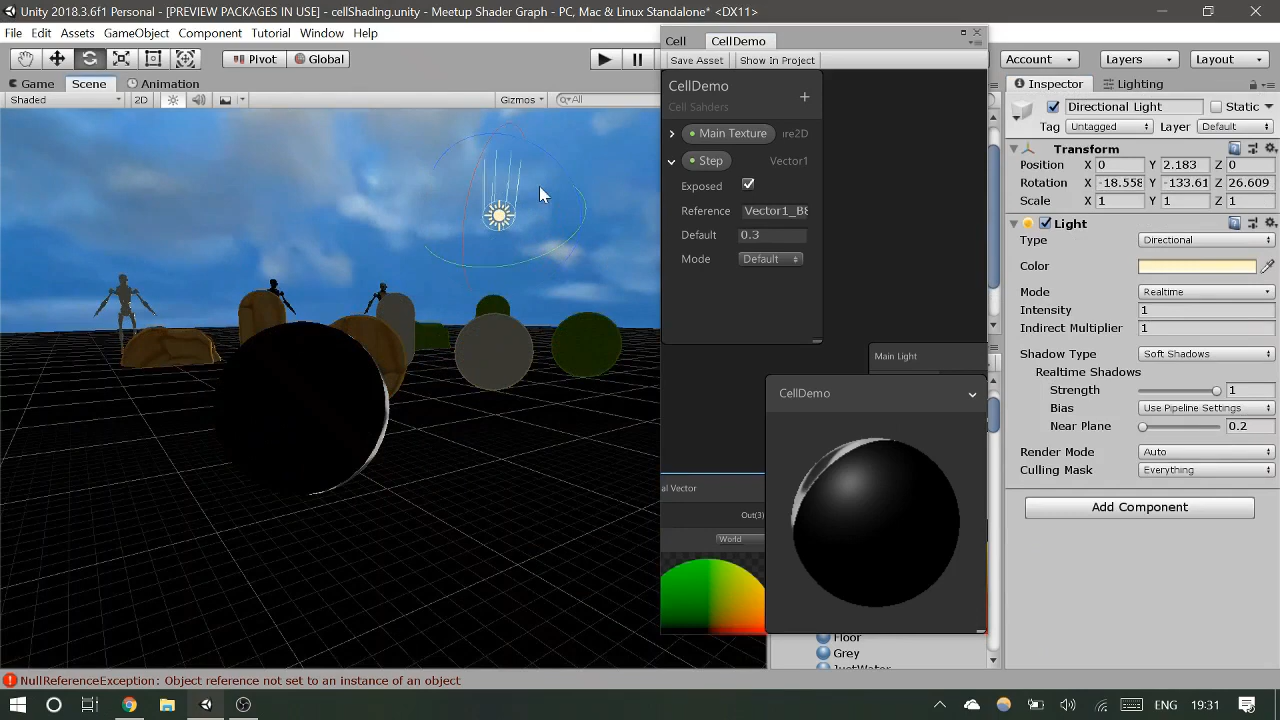 Unity 2018.3.6f1 Personal - [PREVIEW PACKAGES IN USE] - cellShading.unity - Meetup Shader Graph - PC, Mac & Linux Standalone* <DX11>
File Edit Assets GameObject Component Tutorial Window Help
Pivot Global
Account Layers Layout
Game Scene Animation
Shaded 2D Gizmos All
Cell CellDemo
Save Asset Show In Project
CellDemo
Cell Sahders
Main Texture ıre2D
Step Vector1
Exposed
Reference Vector1_B8
Default 0.3
Mode Default
Main Light
CellDemo
al Vector
Out(3)
World
Inspector Lighting
Directional Light Static
Tag Untagged Layer Default
Transform
Position X 0 Y 2.183 Z 0
Rotation X -18.558 Y -133.61 Z 26.609
Scale X 1 Y 1 Z 1
Light
Type Directional
Color
Mode Realtime
Intensity 1
Indirect Multiplier 1
Shadow Type Soft Shadows
Realtime Shadows
Strength 1
Bias Use Pipeline Settings
Near Plane 0.2
Render Mode Auto
Culling Mask Everything
Add Component
Floor
Grey
JustWater
NullReferenceException: Object reference not set to an instance of an object
ENG 19:31